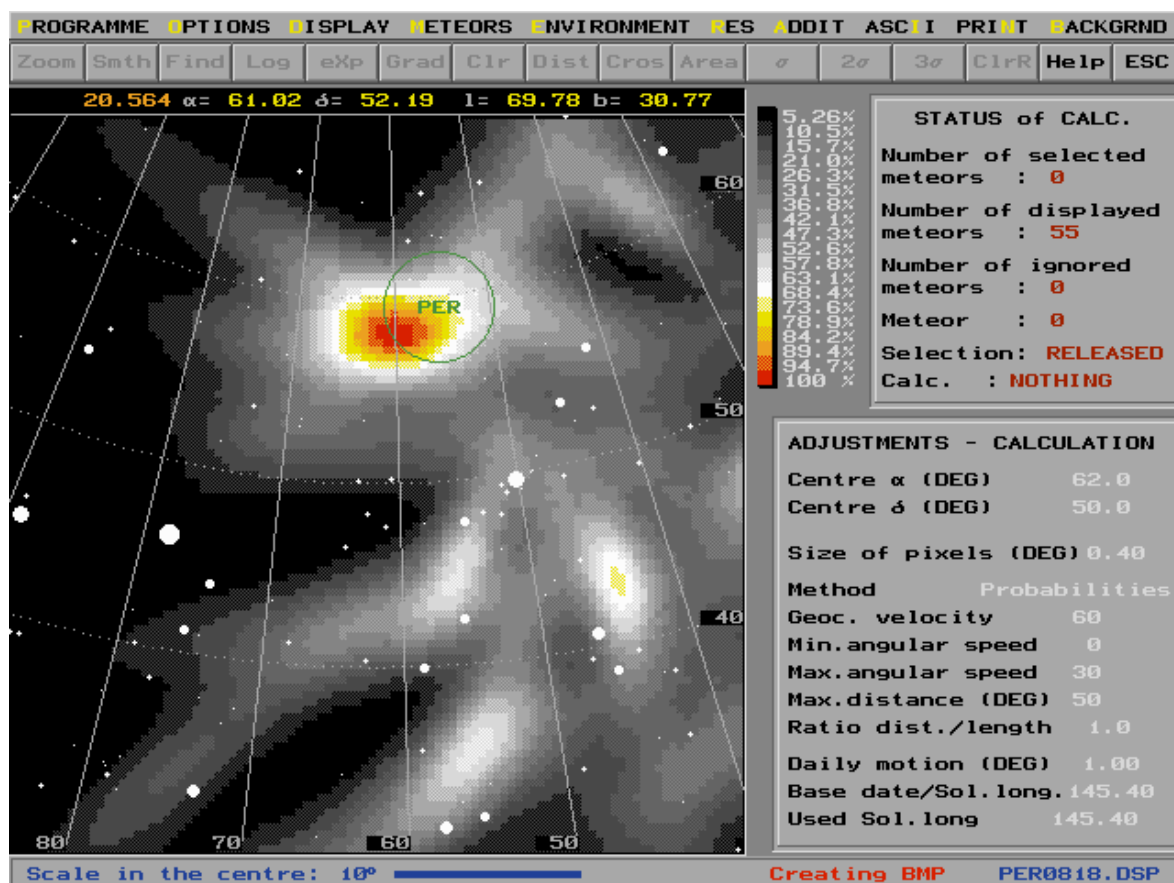 PROGRAMME OPTIONS DISPLAY METEORS ENVIRONMENT RES ADDIT ASCII PRINT BACKGRND
Zoom Smth Find Log eXp Grad Clr Dist Cros Area σ 2σ 3σ ClrR Help ESC
20.564 α= 61.02 δ= 52.19 l= 69.78 b= 30.77
60
PER
50
40
80 70 60 50
5.26%
10.5%
15.7%
21.0%
26.3%
31.5%
36.8%
42.1%
47.3%
52.6%
57.8%
63.1%
68.4%
73.6%
78.9%
84.2%
89.4%
94.7%
100 %
STATUS of CALC.
Number of selected
meteors : 0
Number of displayed
meteors : 55
Number of ignored
meteors : 0
Meteor : 0
Selection: RELEASED
Calc. : NOTHING
ADJUSTMENTS - CALCULATION
Centre α (DEG) 62.0
Centre δ (DEG) 50.0
Size of pixels (DEG) 0.40
Method Probabilities
Geoc. velocity 60
Min.angular speed 0
Max.angular speed 30
Max.distance (DEG) 50
Ratio dist./length 1.0
Daily motion (DEG) 1.00
Base date/Sol.long. 145.40
Used Sol.long 145.40
Scale in the centre: 10º
Creating BMP PER0818.DSP